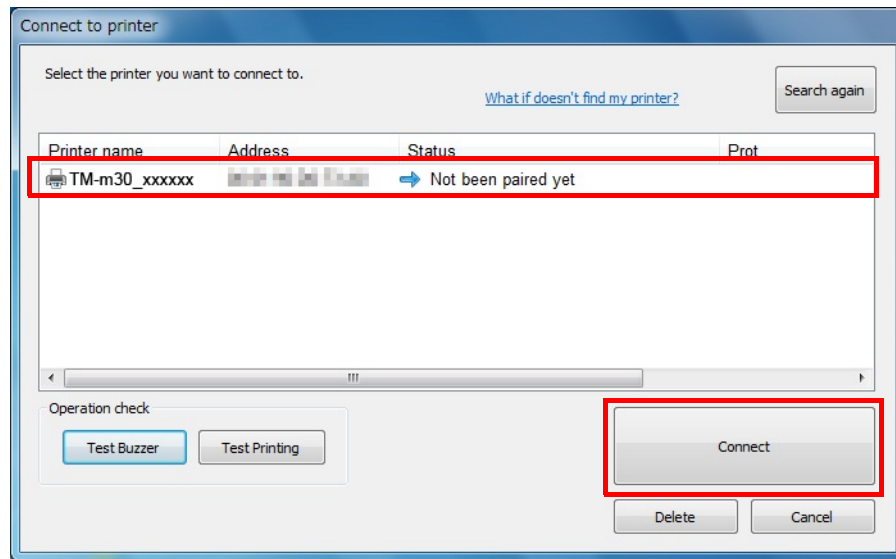 Connect to printer
Select the printer you want to connect to.
What if doesn't find my printer?
Search again
Printer name Address Status Prot
TM-m30_xxxxxx Not been paired yet
Operation check
Test Buzzer Test Printing
Connect
Delete Cancel